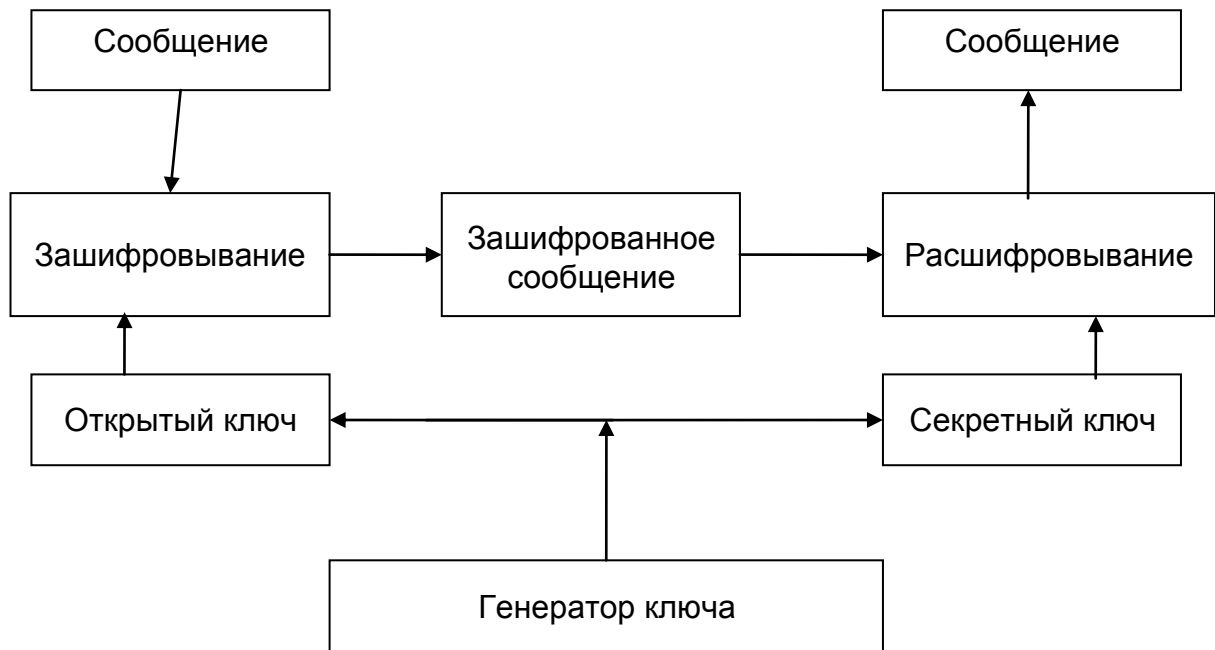 Сообщение
Сообщение
Зашифровывание
Зашифрованное
сообщение
Расшифровывание
Открытый ключ
Секретный ключ
Генератор ключа